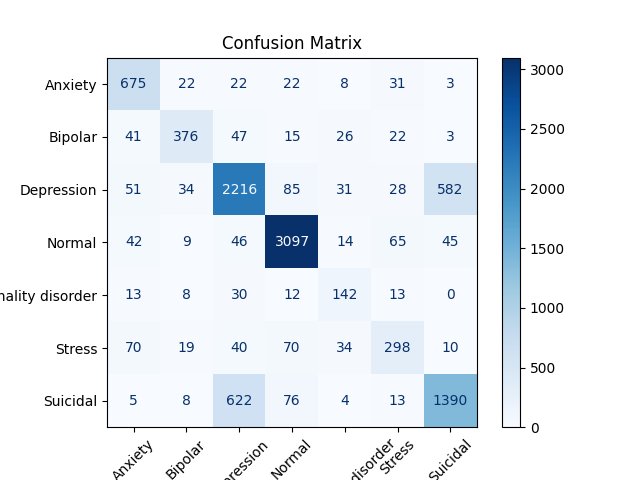 Confusion Matrix
Anxiety 675 22 22 22 8 31 3
Bipolar 41 376 47 15 26 22 3
Depression 51 34 2216 85 31 28 582
Normal 42 9 46 3097 14 65 45
nality disorder 13 8 30 12 142 13 0
Stress 70 19 40 70 34 298 10
Suicidal 5 8 622 76 4 13 1390
Anxiety Bipolar ression Normal disorder Stress Suicidal
3000
2500
2000
1500
1000
500
0